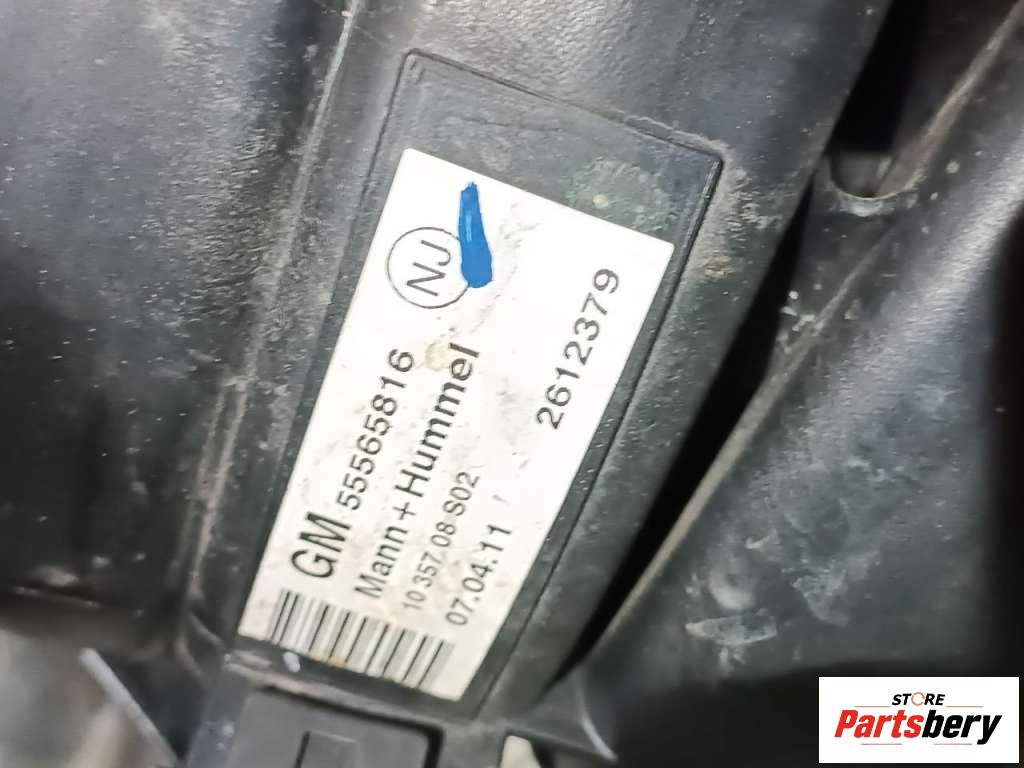 NJ
GM 55565816
Mann+Hummel
10 357 08-S02
07.04.11
2612379
STORE
Partsbery